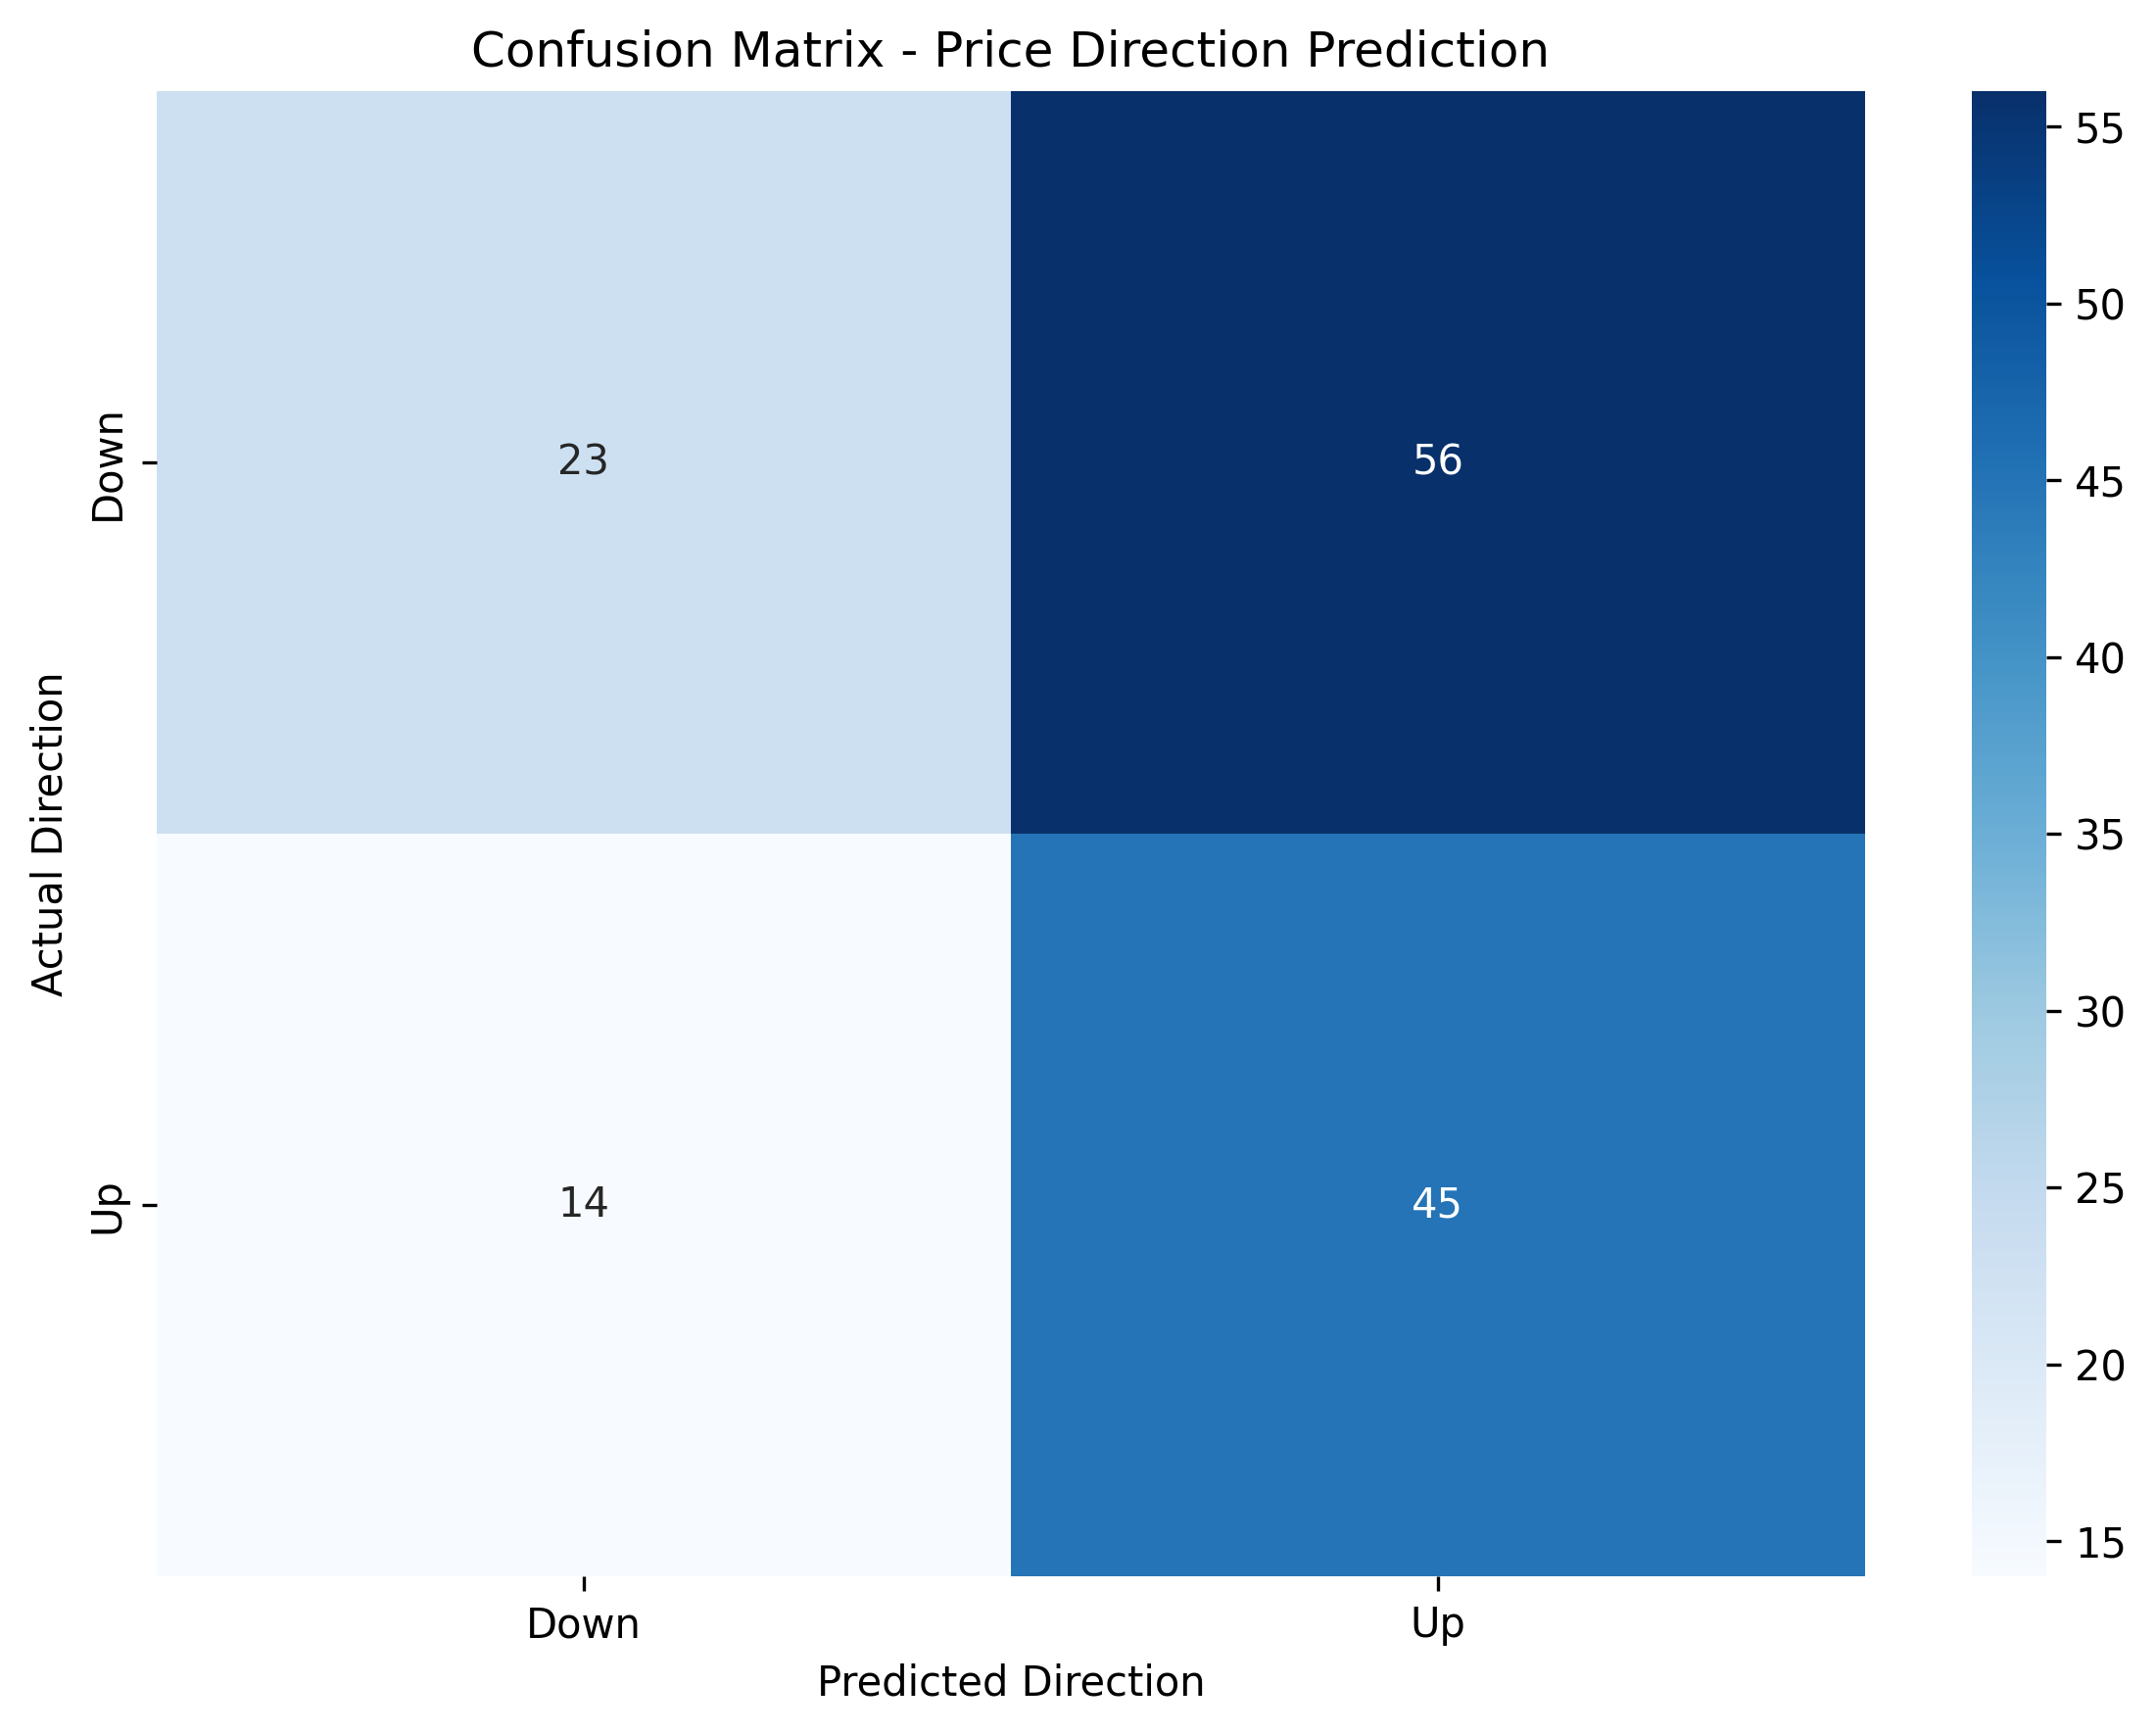 Confusion Matrix - Price Direction Prediction
Actual Direction
Down
23
56
Up
14
45
Down
Up
Predicted Direction
55
50
45
40
35
30
25
20
15